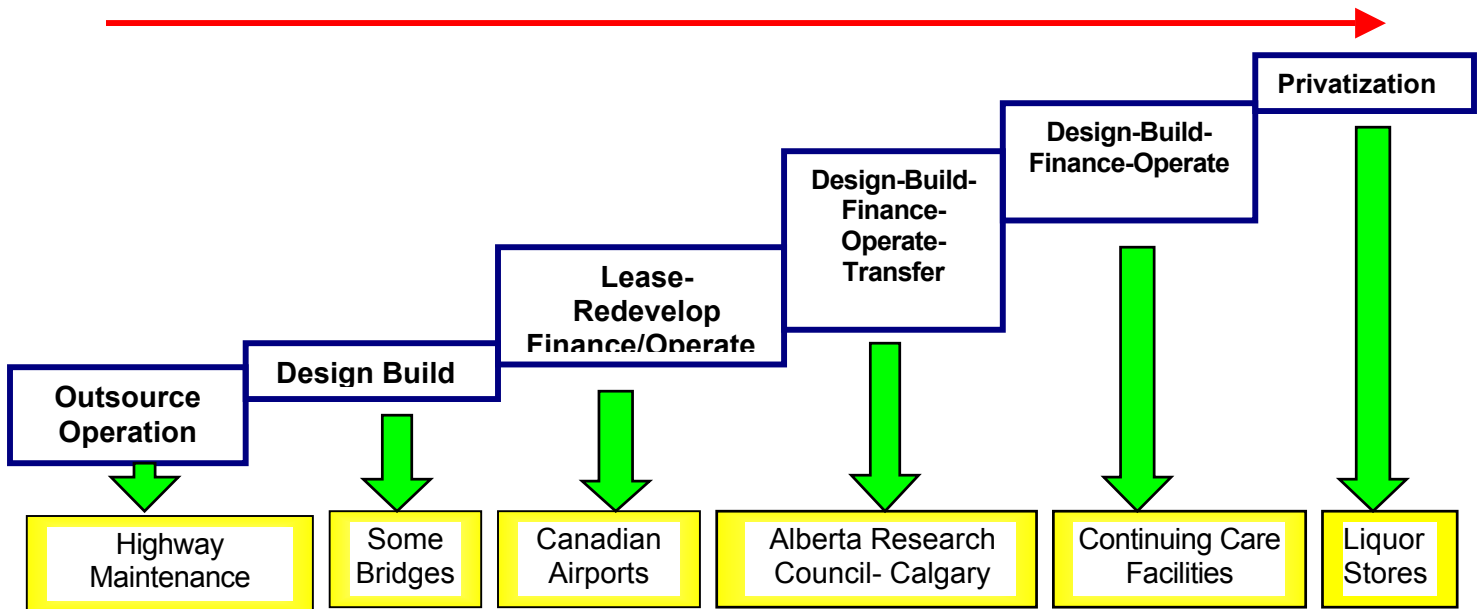 Privatization
Design-Build-
Finance-Operate
Design-Build-
Finance-
Operate-
Transfer
Lease-
Redevelop
Finance/Operate
Design Build
Outsource
Operation
Highway
Maintenance
Some
Bridges
Canadian
Airports
Alberta Research
Council- Calgary
Continuing Care
Facilities
Liquor
Stores